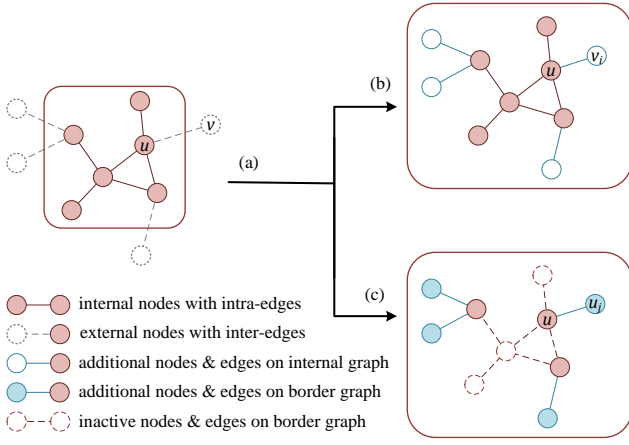 v
u
(a)
(b)
u
v_i
(c)
u
u_j
internal nodes with intra-edges
external nodes with inter-edges
additional nodes & edges on internal graph
additional nodes & edges on border graph
inactive nodes & edges on border graph